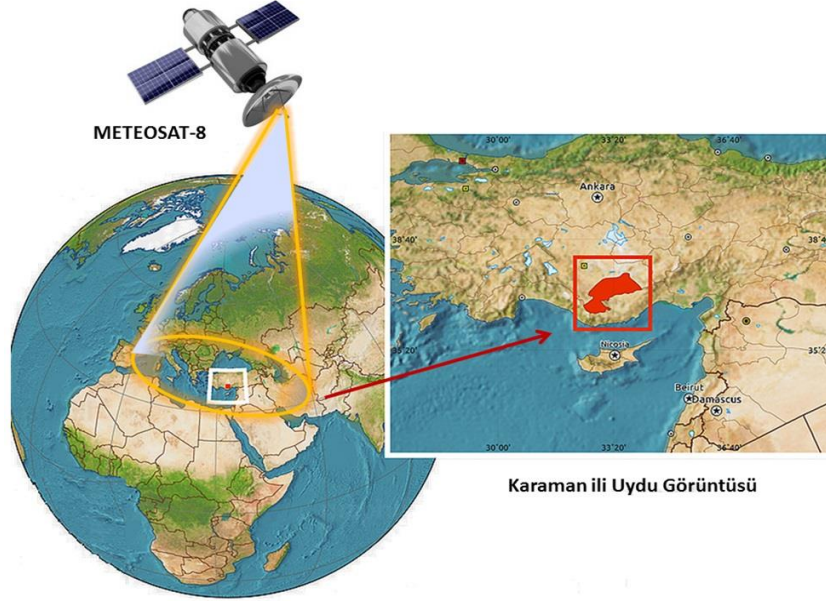 METEOSAT-8
30°00'
33°20'
36°40'
Ankara
38°40'
38°4
Nicosia
35°20'
35°2
Beirut
Damascus
30°00'
33°20'
36°40'
Karaman ili Uydu Görüntüsü